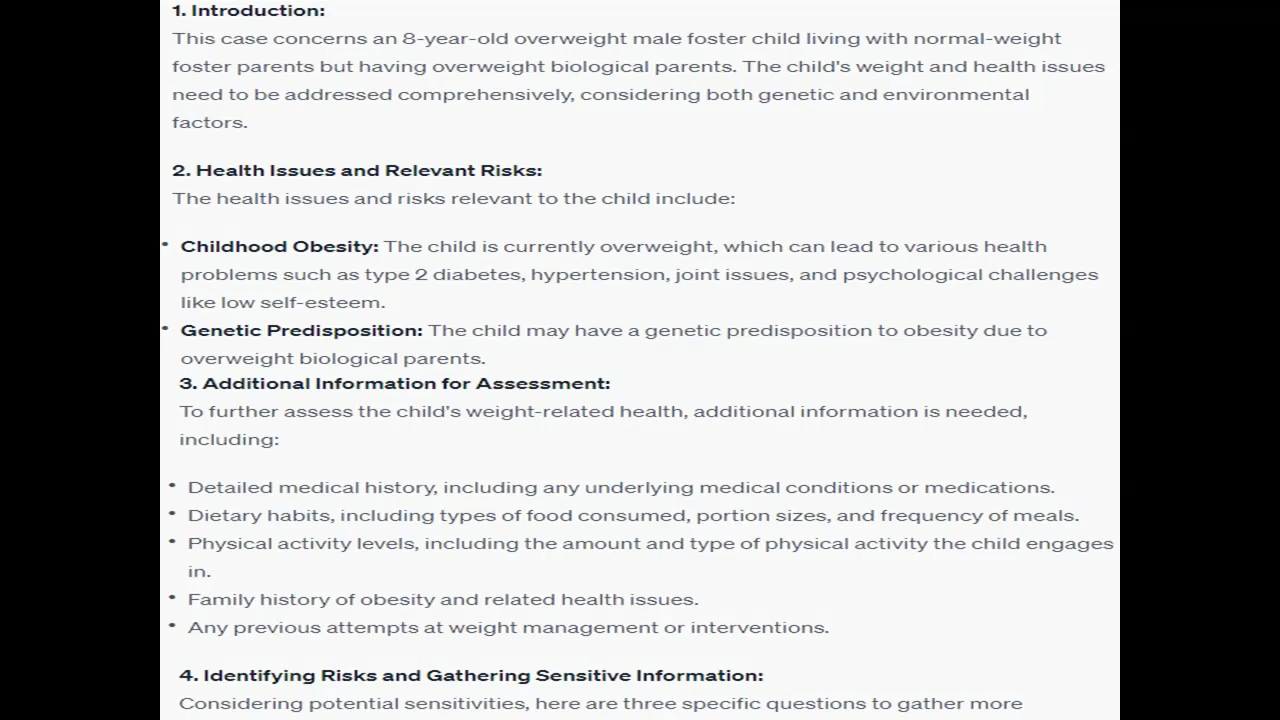 1. Introduction:
This case concerns an 8-year-old overweight male foster child living with normal-weight
foster parents but having overweight biological parents. The child's weight and health issues
need to be addressed comprehensively, considering both genetic and environmental
factors.
2. Health Issues and Relevant Risks:
The health issues and risks relevant to the child include:
• Childhood Obesity: The child is currently overweight, which can lead to various health
problems such as type 2 diabetes, hypertension, joint issues, and psychological challenges
like low self-esteem.
• Genetic Predisposition: The child may have a genetic predisposition to obesity due to
overweight biological parents.
3. Additional Information for Assessment:
To further assess the child's weight-related health, additional information is needed,
including:
• Detailed medical history, including any underlying medical conditions or medications.
• Dietary habits, including types of food consumed, portion sizes, and frequency of meals.
• Physical activity levels, including the amount and type of physical activity the child engages
in.
• Family history of obesity and related health issues.
• Any previous attempts at weight management or interventions.
4. Identifying Risks and Gathering Sensitive Information:
Considering potential sensitivities, here are three specific questions to gather more